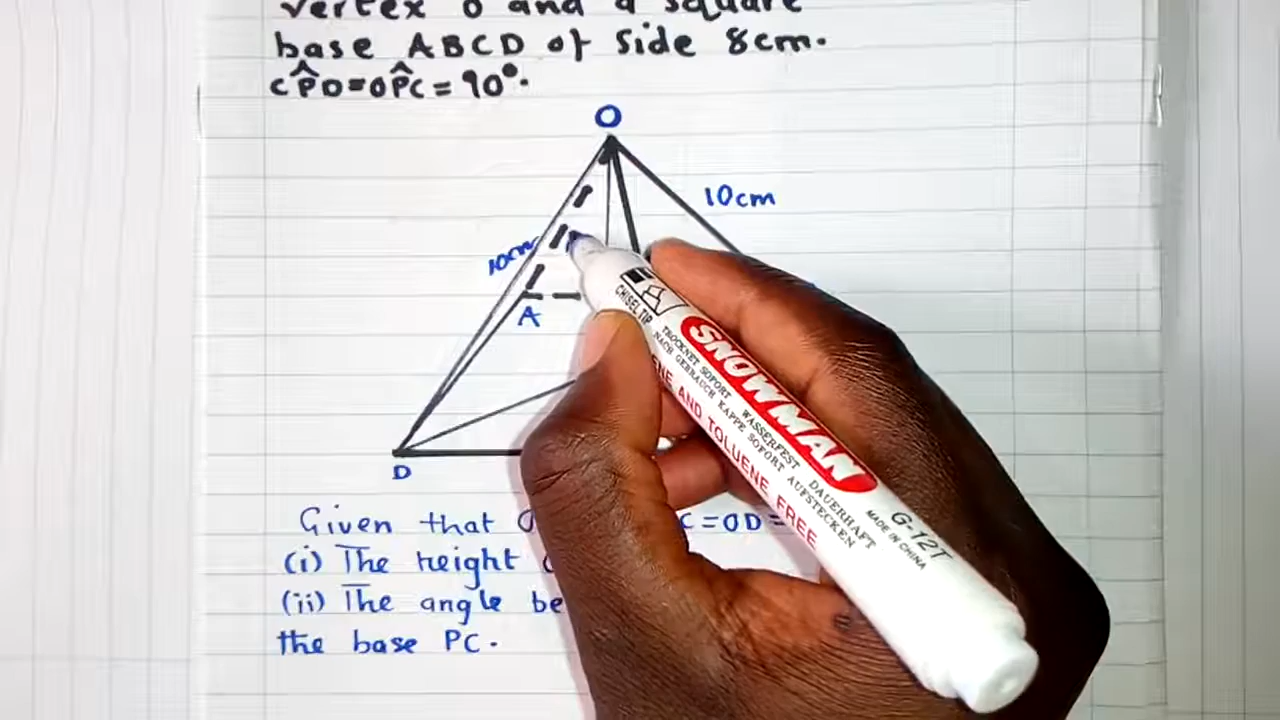 vertex O and a square
base ABCD of side 8cm.
CP̂D=OP̂C=90°.
O
10cm
10cm
A
D
Given that O C=OD=
(i) The height
(ii) The angle be
the base PC.
CHISEL TIP
SNOWMAN
TROCKNET SOFORT WASSERFEST DAUERHAFT
NACH GEBRAUCH KAPPE SOFORT AUFSTECKEN
ENE AND TOLUENE FREE
G-12T
MADE IN CHINA